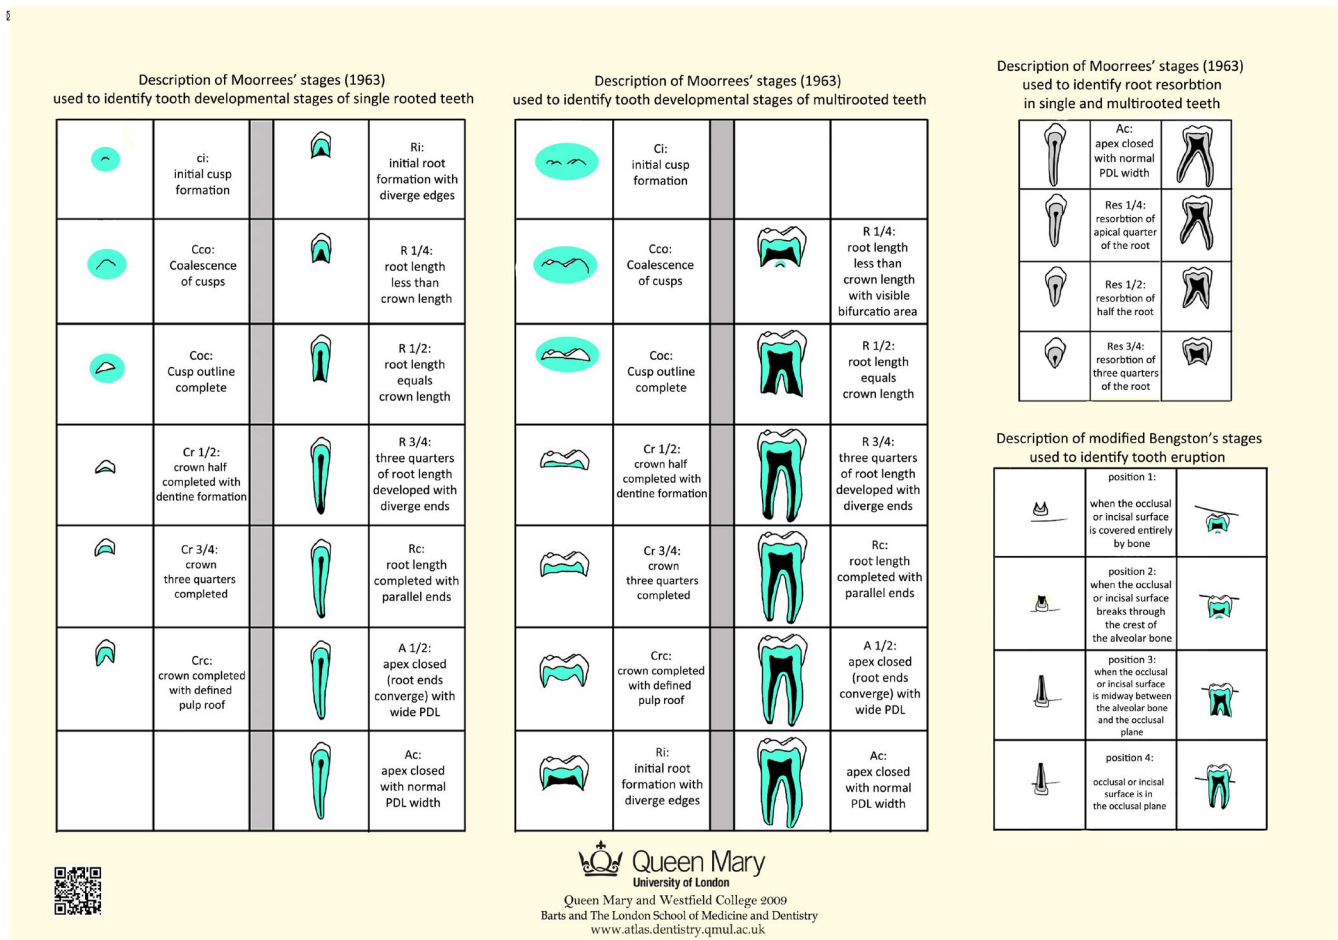 Description of Moorrees' stages (1963)
used to identify tooth developmental stages of single rooted teeth
ci:
initial cusp
formation
Ri:
initial root
formation with
diverge edges
Cco:
Coalescence
of cusps
R 1/4:
root length
less than
crown length
Coc:
Cusp outline
complete
R 1/2:
root length
equals
crown length
Cr 1/2:
crown half
completed with
dentine formation
R 3/4:
three quarters
of root length
developed with
diverge ends
Cr 3/4:
crown
three quarters
completed
Rc:
root length
completed with
parallel ends
Crc:
crown completed
with defined
pulp roof
A 1/2:
apex closed
(root ends
converge) with
wide PDL
Ac:
apex closed
with normal
PDL width
Description of Moorrees' stages (1963)
used to identify tooth developmental stages of multirooted teeth
Ci:
initial cusp
formation
Cco:
Coalescence
of cusps
R 1/4:
root length
less than
crown length
with visible
bifurcatio area
Coc:
Cusp outline
complete
R 1/2:
root length
equals
crown length
Cr 1/2:
crown half
completed with
dentine formation
R 3/4:
three quarters
of root length
developed with
diverge ends
Cr 3/4:
crown
three quarters
completed
Rc:
root length
completed with
parallel ends
Crc:
crown completed
with defined
pulp roof
A 1/2:
apex closed
(root ends
converge) with
wide PDL
Ri:
initial root
formation with
diverge edges
Ac:
apex closed
with normal
PDL width
Description of Moorrees' stages (1963)
used to identify root resorbtion
in single and multirooted teeth
Ac:
apex closed
with normal
PDL width
Res 1/4:
resorbtion of
apical quarter
of the root
Res 1/2:
resorbtion of
half the root
Res 3/4:
resorbtion of
three quarters
of the root
Description of modified Bengston's stages
used to identify tooth eruption
position 1:
when the occlusal
or incisal surface
is covered entirely
by bone
position 2:
when the occlusal
or incisal surface
breaks through
the crest of
the alveolar bone
position 3:
when the occlusal
or incisal surface
is midway between
the alveolar bone
and the occlusal
plane
position 4:
occlusal or incisal
surface is in
the occlusal plane
Queen Mary
University of London
Queen Mary and Westfield College 2009
Barts and The London School of Medicine and Dentistry
www.atlas.dentistry.qmul.ac.uk